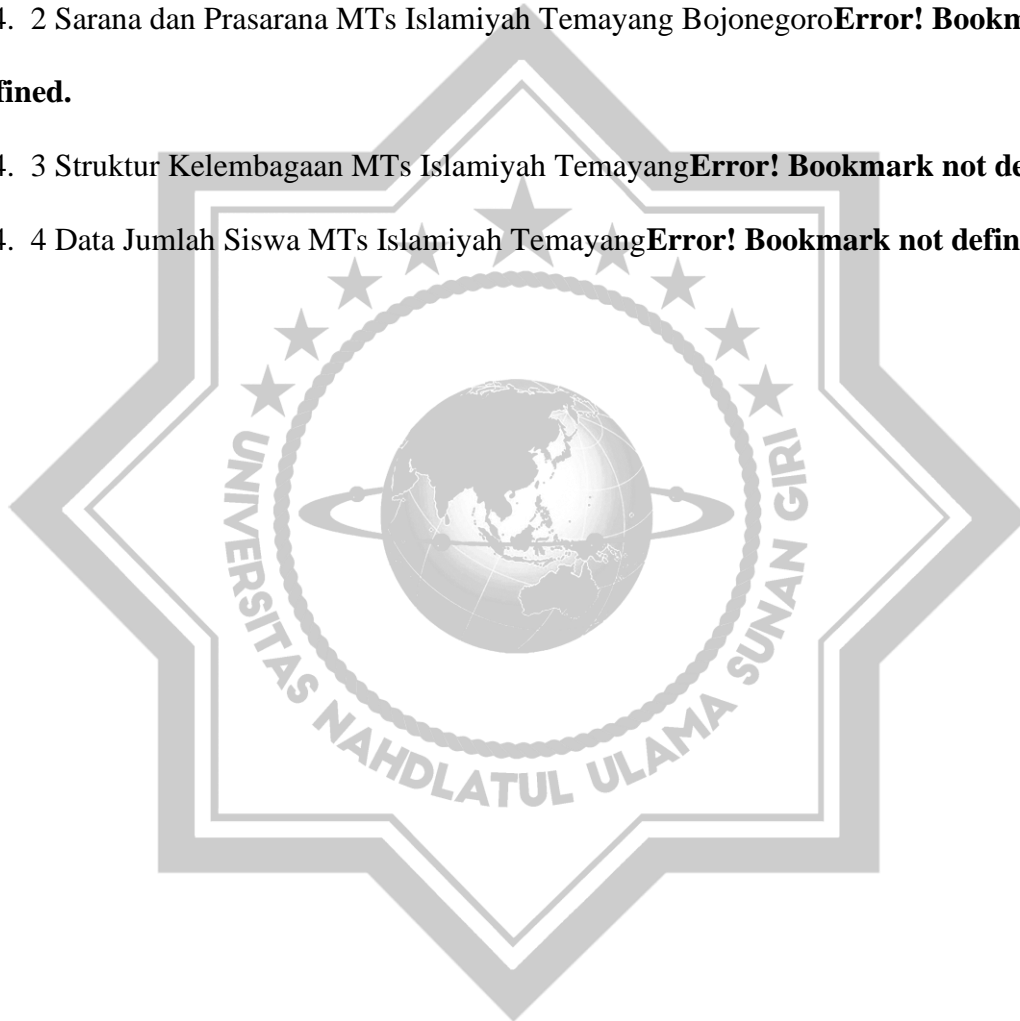 4.  2 Sarana dan Prasarana MTs Islamiyah Temayang BojonegoroError! Bookm
fined.
4.  3 Struktur Kelembagaan MTs Islamiyah TemayangError! Bookmark not de
4.  4 Data Jumlah Siswa MTs Islamiyah TemayangError! Bookmark not defin
UNIVERSITAS NAHDLATUL ULAMA SUNAN GIRI